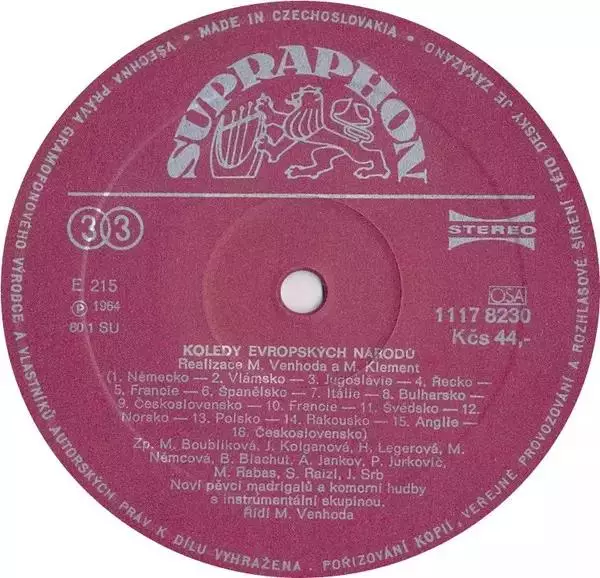 MADE IN CZECHOSLOVAKIA • VŠECHNA PRÁVA GRAMOFONOVÉHO VÝROBCE A VLASTNÍKŮ AUTORSKÝCH PRÁV K DÍLU VYHRAŽENA. POŘIZOVÁNÍ KOPIÍ, VEŘEJNÉ PROVOZOVÁNÍ A ROZHLASOVÉ ŠÍŘENÍ TÉTO DESKY JE ZAKÁZÁNO
SUPRAPHON
33
STEREO
E 215
Ⓟ 1964
80 1 SU
OSA
1117 8230
Kčs 44,-
KOLEDY EVROPSKÝCH NÁRODŮ
Realizace M. Venhoda a M. Klement
(1. Německo – 2. Vlámsko – 3. Jugoslávie – 4. Řecko –
5. Francie – 6. Španělsko – 7. Itálie – 8. Bulharsko
– 9. Československo – 10. Francie – 11. Švédsko – 12.
Norsko – 13. Polsko – 14. Rakousko – 15. Anglie –
16. Československo)
Zp. M. Boublíková, J. Kolganová, H. Legerová, M.
Němcová, B. Blachut, A. Jankov, P. Jurkovič,
M. Rabas, S. Raizl, J. Srb
Noví pěvci madrigalů a komorní hudby
s instrumentální skupinou.
Řídí M. Venhoda